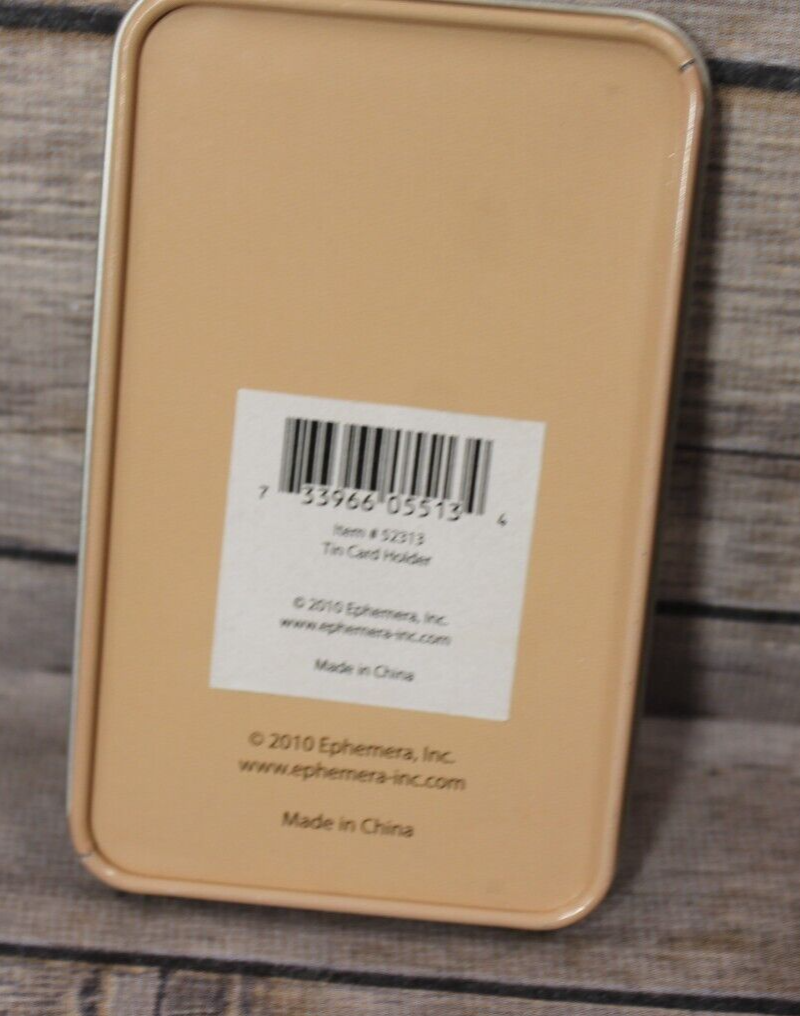 7 33966 05513 4
Item # 52313
Tin Card Holder
© 2010 Ephemera, Inc.
www.ephemera-inc.com
Made in China
© 2010 Ephemera, Inc.
www.ephemera-inc.com
Made in China